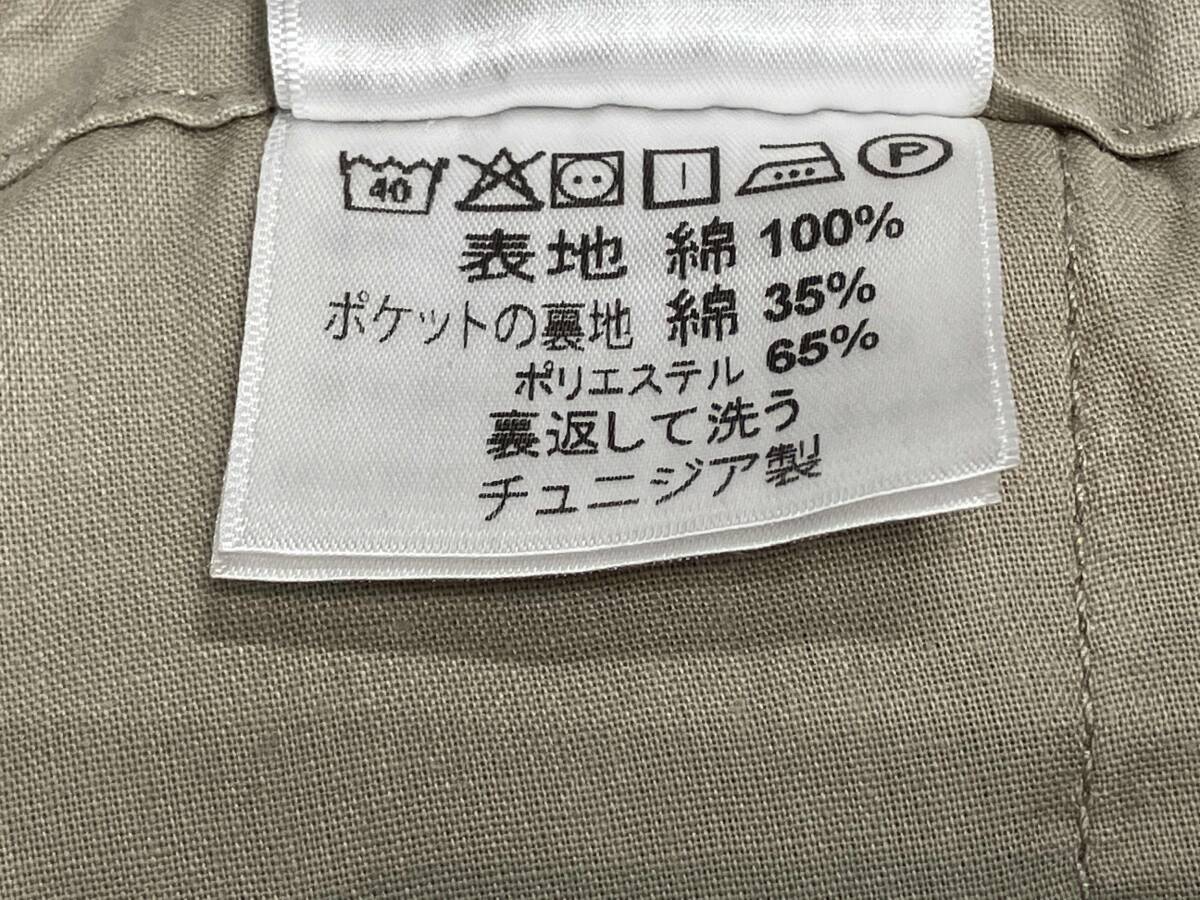 40 P
表地 綿 100%
ポケットの裏地 綿 35%
ポリエステル 65%
裏返して洗う
チュニジア製